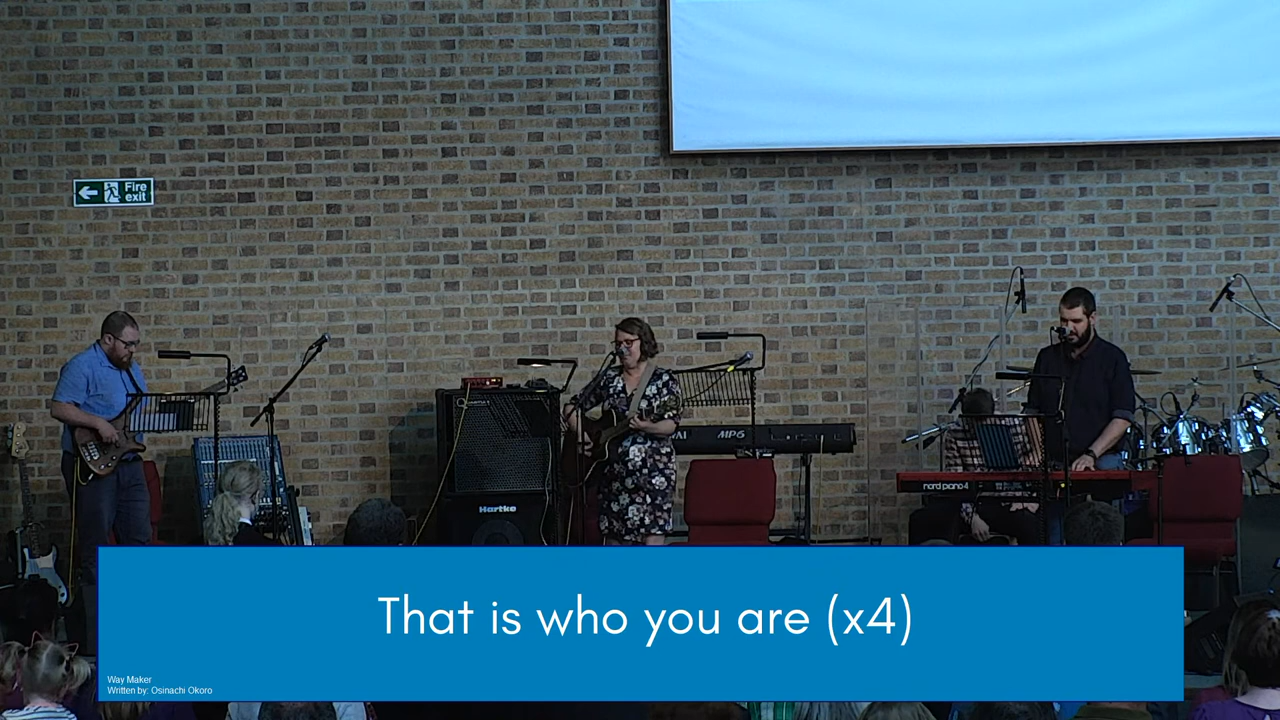 Fire
exit
Hartke
MP6
nord piano 4
That is who you are (x4)
Way Maker
Written by: Osinachi Okoro